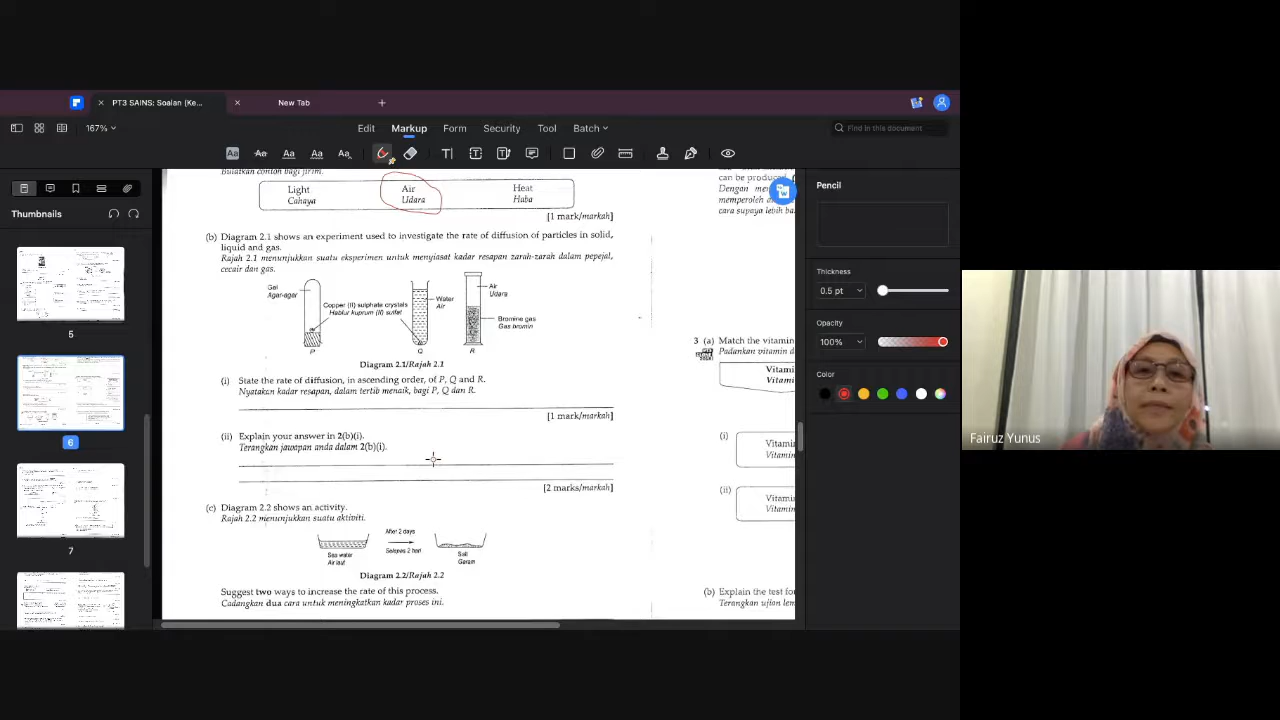 PT3 SAINS: Soalan (Ke...
New Tab
167%
Edit
Markup
Form
Security
Tool
Batch
Find in this document
Thumbnails
5
6
7
Bulatkan contoh bagi jirim.
Light
Cahaya
Air
Udara
Heat
Haba
[1 mark/markah]
(b) Diagram 2.1 shows an experiment used to investigate the rate of diffusion of particles in solid,
liquid and gas.
Rajah 2.1 menunjukkan suatu eksperimen untuk menyiasat kadar resapan zarah-zarah dalam pepejal,
cecair dan gas.
Gel
Agar-agar
Copper (II) sulphate crystals
Hablur kuprum (II) sulfat
Water
Air
Air
Udara
Bromine gas
Gas bromin
P
Q
R
Diagram 2.1/Rajah 2.1
(i) State the rate of diffusion, in ascending order, of P, Q and R.
Nyatakan kadar resapan, dalam tertib menaik, bagi P, Q dan R.
[1 mark/markah]
(ii) Explain your answer in 2(b)(i).
Terangkan jawapan anda dalam 2(b)(i).
[2 marks/markah]
(c) Diagram 2.2 shows an activity.
Rajah 2.2 menunjukkan suatu aktiviti.
Sea water
Air laut
After 2 days
Selepas 2 hari
Salt
Garam
Diagram 2.2/Rajah 2.2
Suggest two ways to increase the rate of this process.
Cadangkan dua cara untuk meningkatkan kadar proses ini.
can be produced.
Dengan
memperoleh
cara supaya lebih
3 (a) Match the vitamin
Padankan vitamin
(i)
(ii)
(b) Explain the test
Terangkan ujian
Pencil
Thickness
0.5 pt
Opacity
100%
Color
Fairuz Yunus